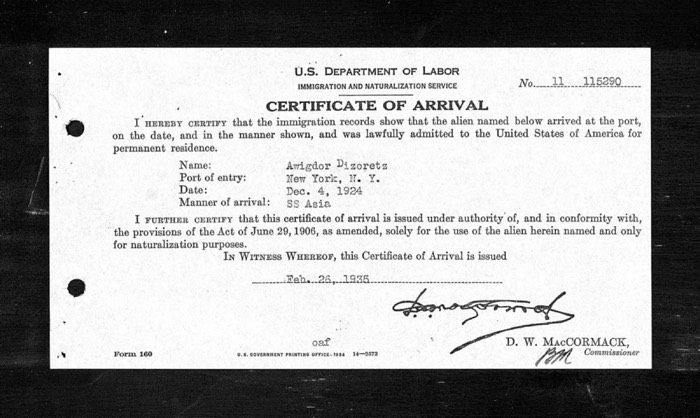 U.S. DEPARTMENT OF LABOR
IMMIGRATION AND NATURALIZATION SERVICE
No. 11 115290
CERTIFICATE OF ARRIVAL
I HEREBY CERTIFY that the immigration records show that the alien named below arrived at the port,
on the date, and in the manner shown, and was lawfully admitted to the United States of America for
permanent residence.
Name: Awigdor Dizoretz
Port of entry: New York, N. Y.
Date: Dec. 4, 1924
Manner of arrival: SS Asia
I FURTHER CERTIFY that this certificate of arrival is issued under authority of, and in conformity with,
the provisions of the Act of June 29, 1906, as amended, solely for the use of the alien herein named and only
for naturalization purposes.
IN WITNESS WHEREOF, this Certificate of Arrival is issued
Feb. 26, 1935
oaf
D. W. MACCORMACK,
Form 160
U. S. GOVERNMENT PRINTING OFFICE: 1934 14—2572
Commissioner